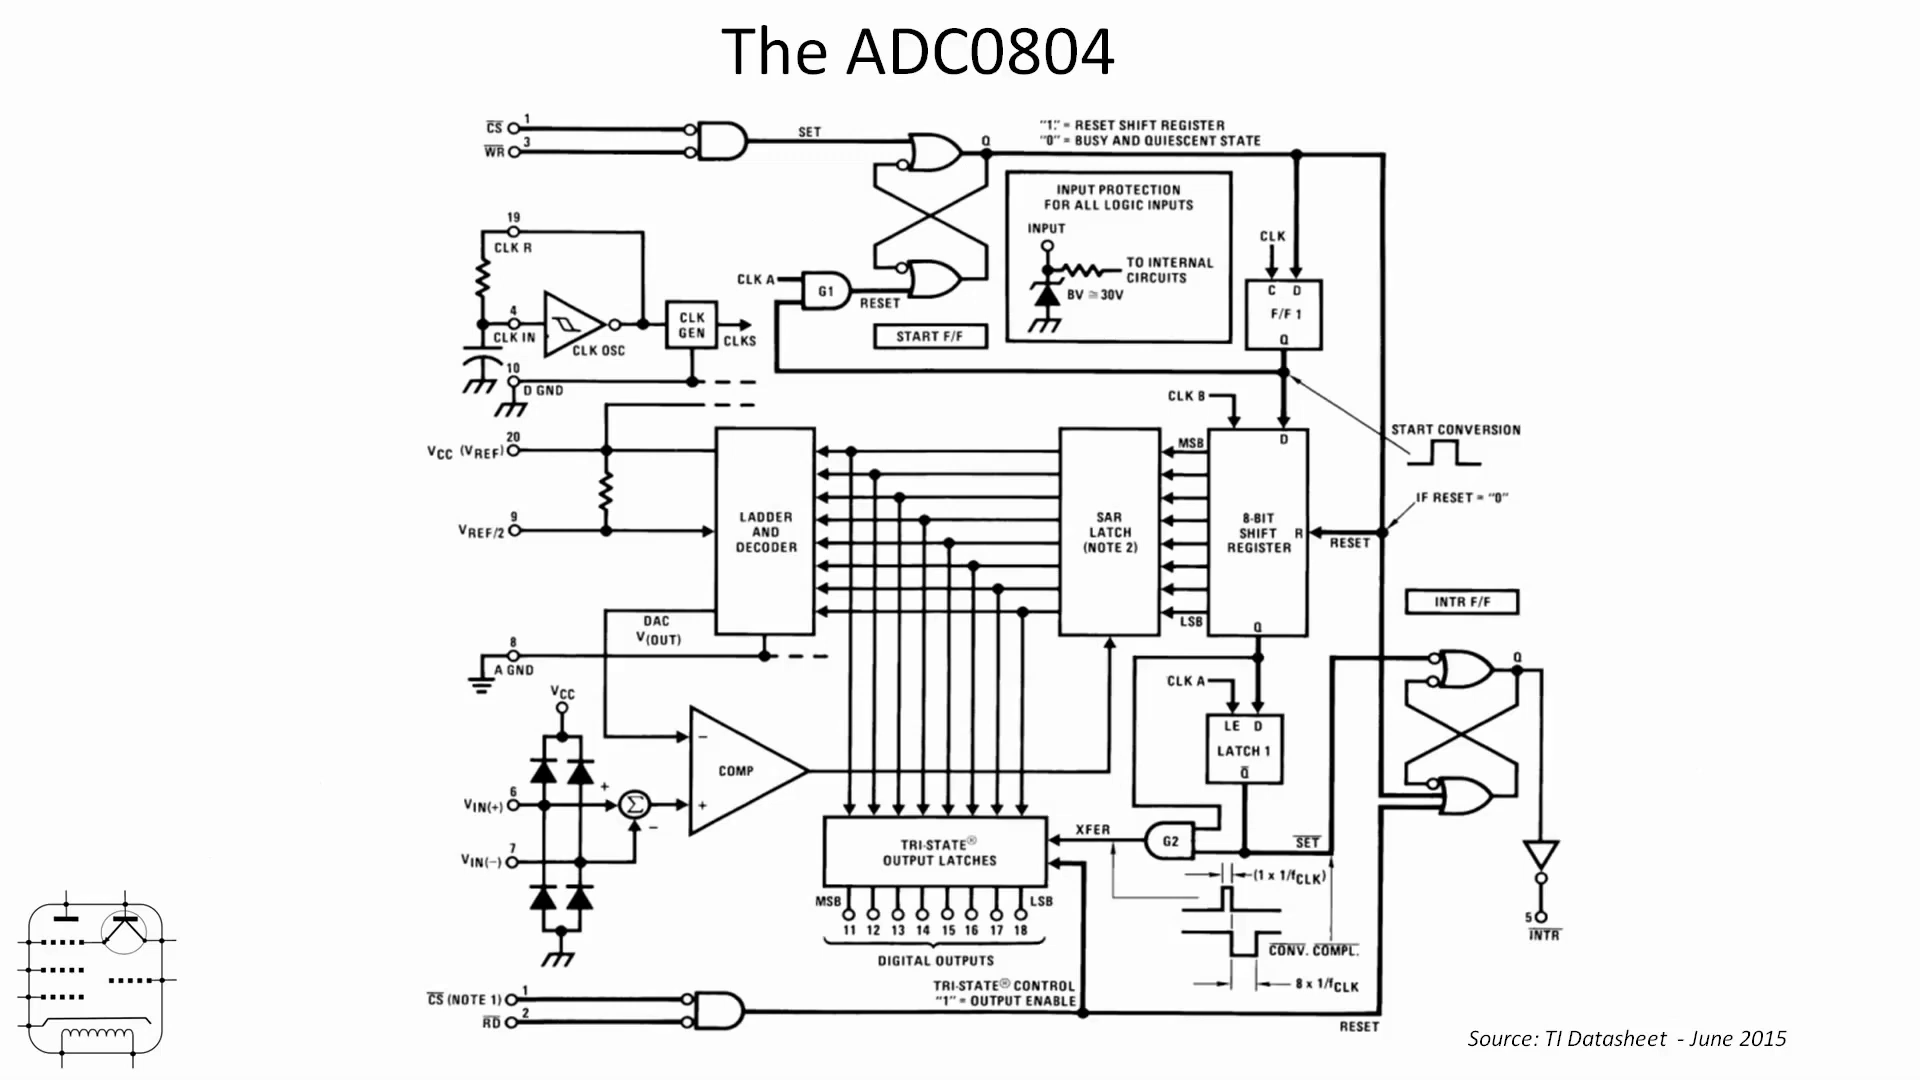 The ADC0804
CS
1
WR
3
SET
Q
"1." = RESET SHIFT REGISTER
"0" = BUSY AND QUIESCENT STATE
INPUT PROTECTION
FOR ALL LOGIC INPUTS
INPUT
TO INTERNAL
CIRCUITS
BV ≅ 30V
19
CLK R
4
CLK IN
CLK OSC
CLK
GEN
CLKS
10
D GND
CLK A
G1
RESET
START F/F
CLK
C D
F/F 1
Q
CLK B
START CONVERSION
20
VCC (VREF)
9
VREF/2
LADDER
AND
DECODER
SAR
LATCH
(NOTE 2)
MSB
LSB
D
8-BIT
SHIFT
REGISTER
R
Q
RESET
IF RESET = "0"
INTR F/F
DAC
V(OUT)
8
A GND
VCC
6
VIN(+)
7
VIN(−)
+
Σ
−
−
COMP
+
CLK A
LE D
LATCH 1
Q
Q
TRI-STATE®
OUTPUT LATCHES
XFER
G2
SET
(1 x 1/fCLK)
MSB
LSB
11 12 13 14 15 16 17 18
DIGITAL OUTPUTS
CONV. COMPL.
8 x 1/fCLK
5
INTR
TRI-STATE® CONTROL
"1" = OUTPUT ENABLE
CS (NOTE 1)
1
RD
2
RESET
Source: TI Datasheet - June 2015